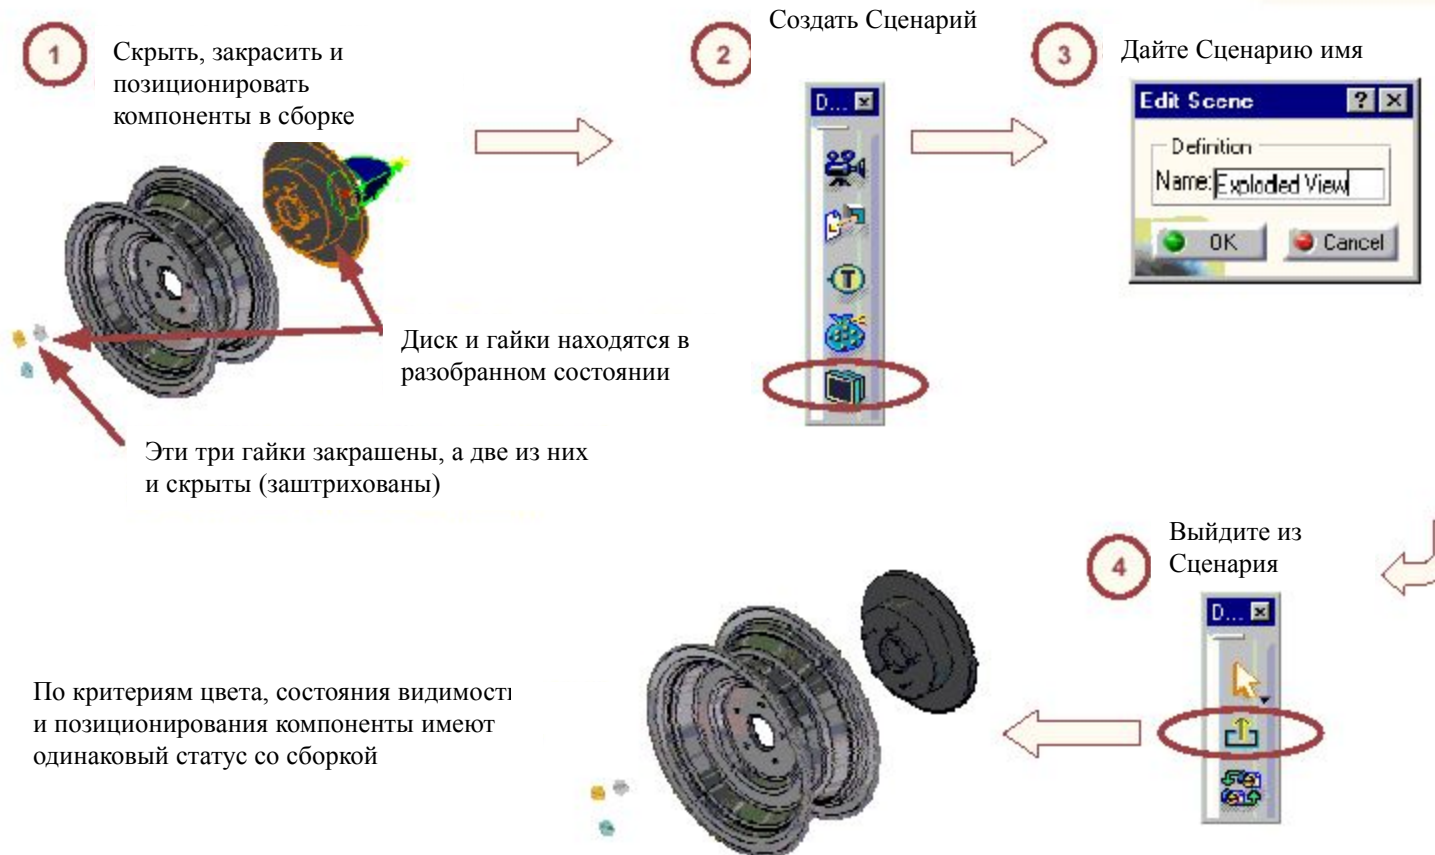 1
Скрыть, закрасить и
позиционировать
компоненты в сборке
2
Создать Сценарий
D...
T
3
Дайте Сценарию имя
Edit Scene
Definition
Name: Exploded View
OK
Cancel
Диск и гайки находятся в
разобранном состоянии
Эти три гайки закрашены, а две из них
и скрыты (заштрихованы)
4
Выйдите из
Сценария
D...
По критериям цвета, состояния видимост
и позиционирования компоненты имеют
одинаковый статус со сборкой